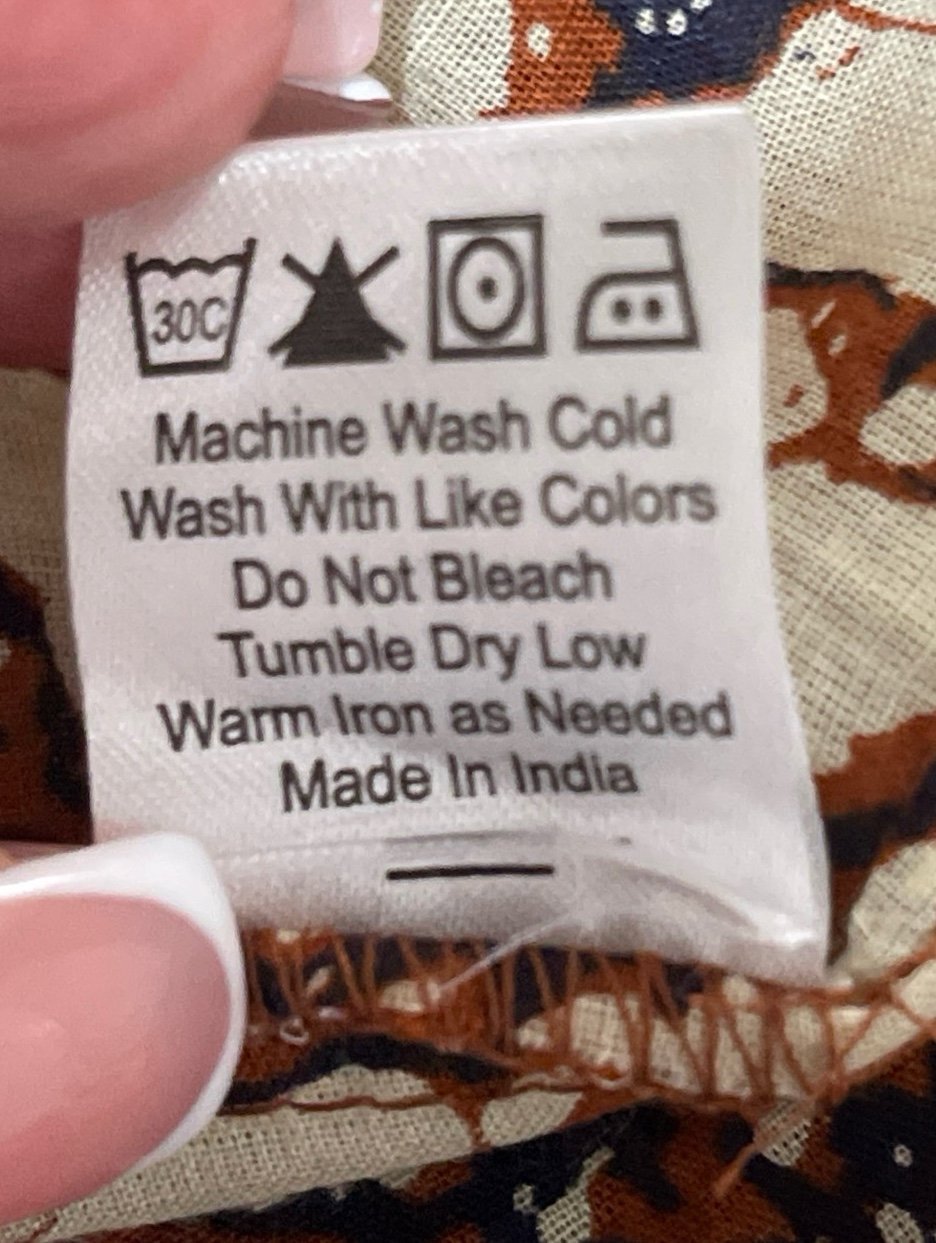 30C
Machine Wash Cold
Wash With Like Colors
Do Not Bleach
Tumble Dry Low
Warm Iron as Needed
Made In India